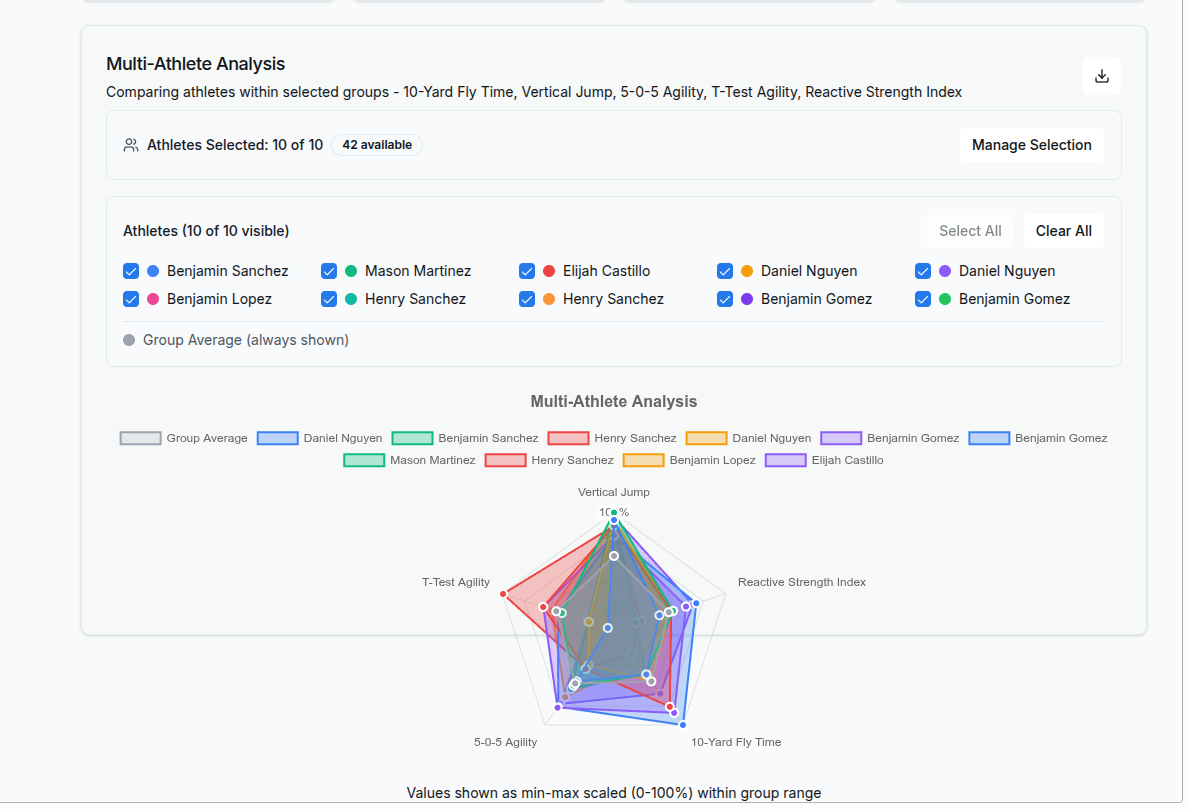 Multi-Athlete Analysis
Comparing athletes within selected groups - 10-Yard Fly Time, Vertical Jump, 5-0-5 Agility, T-Test Agility, Reactive Strength Index
Athletes Selected: 10 of 10 42 available Manage Selection
Athletes (10 of 10 visible) Select All Clear All
Benjamin Sanchez Mason Martinez Elijah Castillo Daniel Nguyen Daniel Nguyen
Benjamin Lopez Henry Sanchez Henry Sanchez Benjamin Gomez Benjamin Gomez
Group Average (always shown)
Multi-Athlete Analysis
Group Average Daniel Nguyen Benjamin Sanchez Henry Sanchez Daniel Nguyen Benjamin Gomez Benjamin Gomez
Mason Martinez Henry Sanchez Benjamin Lopez Elijah Castillo
Vertical Jump
T-Test Agility Reactive Strength Index
5-0-5 Agility 10-Yard Fly Time
Values shown as min-max scaled (0-100%) within group range